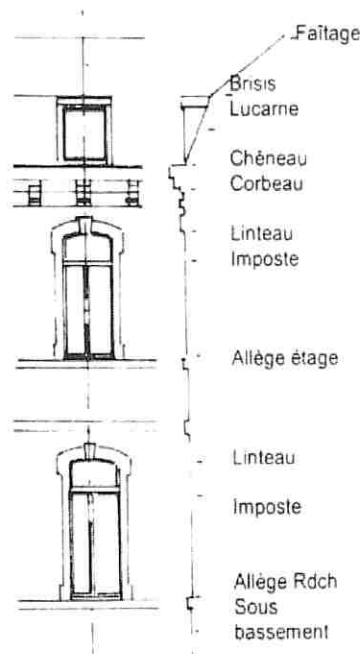 Faîtage
Brisis
Lucarne
Chêneau
Corbeau
Linteau
Imposte
Allège étage
Linteau
Imposte
Allège Rdch
Sous
bassement